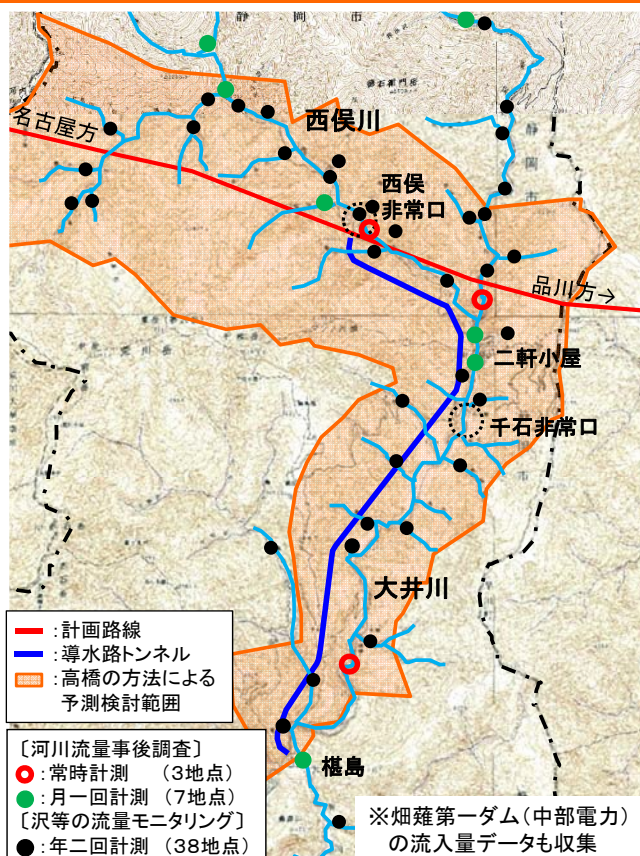 静岡市
名古屋方
西俣川
西俣
非常口
静岡市
品川方→
二軒小屋
千石非常口
大井川
:計画路線
:導水路トンネル
:高橋の方法による
予測検討範囲
〔河川流量事後調査〕
:常時計測 (3地点)
:月一回計測 (7地点)
〔沢等の流量モニタリング〕
:年二回計測 (38地点)
椹島
※畑薙第一ダム(中部電力)
の流入量データも収集